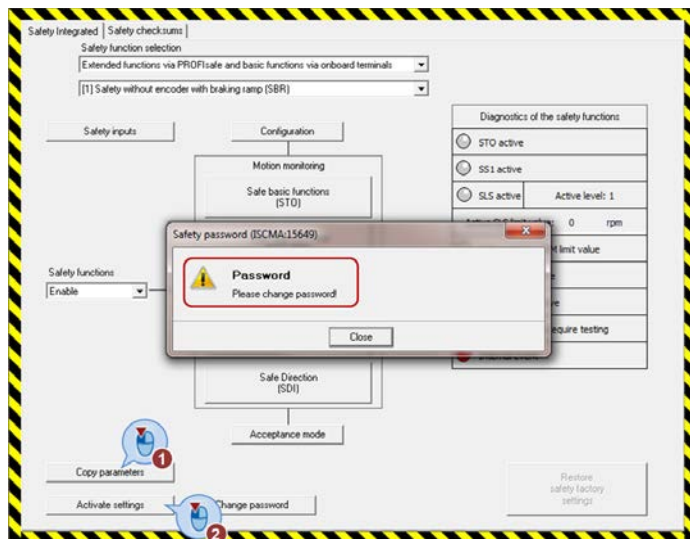 Safety Integrated
Safety checksums
Safety function selection
Extended functions via PROFIsafe and basic functions via onboard terminals
[1] Safety without encoder with braking ramp (SBR)
Safety inputs
Configuration
Motion monitoring
Safe basic functions
(STO)
Diagnostics of the safety functions
STO active
SS1 active
SLS active
Active level: 1
0 rpm
limit value
require testing
Safety functions
Enable
Safety password (ISCMA:15649)
Password
Please change password!
Close
Safe Direction
(SDI)
Acceptance mode
1
Copy parameters
Activate settings
2
Change password
Restore
safety factory
settings